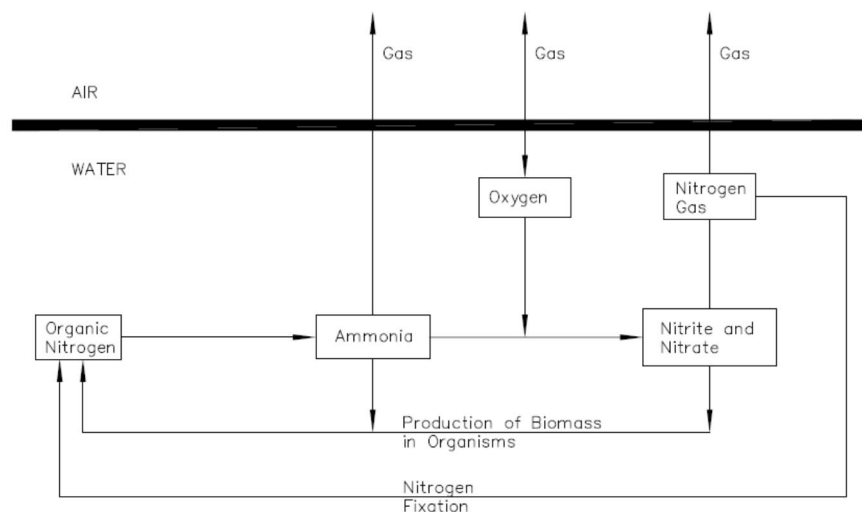 Gas
Gas
Gas
AIR
WATER
Oxygen
Nitrogen
Gas
Organic
Nitrogen
Ammonia
Nitrite and
Nitrate
Production of Biomass
in Organisms
Nitrogen
Fixation